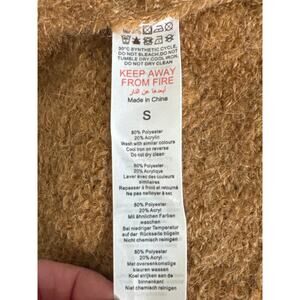 30°C SYNTHETIC CYCLE,
DO NOT BLEACH,DO NOT
TUMBLE DRY,COOL IRON,
DO NOT DRY CLEAN
KEEP AWAY
FROM FIRE
أبعدها عن النار
Made in China
S
80% Polyester
20% Acrylic
Wash with similar colours
Cool iron on reverse
Do not dry clean
80% Polyester
20% Acrylique
Laver avec des couleurs
similaires
Repasser à froid et retourné
Ne pas nettoyer à set
80% Polyester
20% Acryl
Mit ähnlichen Farben
waschen
Bei niedriger Temperatur
auf der Rückseite bügeln
Nicht chemisch reinigen
80% Polyester
20% Acryl
Met overeenkomstige
kleuren wassen
Koel strijken aan de
binnenkant
Niet chemisch reinigen